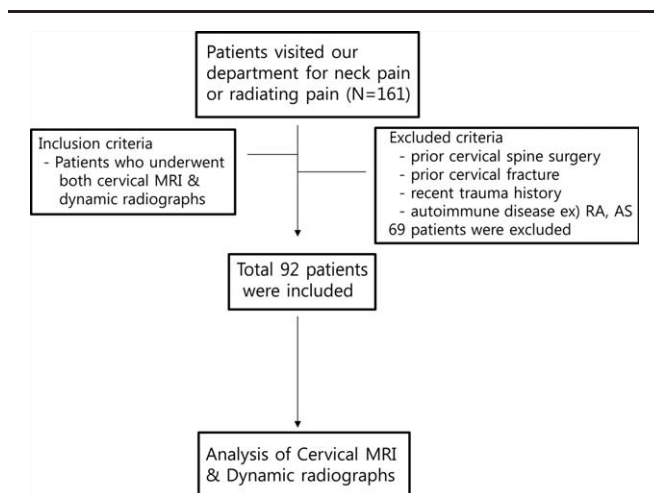 Patients visited our
department for neck pain
or radiating pain (N=161)
Inclusion criteria
- Patients who underwent
both cervical MRI &
dynamic radiographs
Excluded criteria
- prior cervical spine surgery
- prior cervical fracture
- recent trauma history
- autoimmune disease ex) RA, AS
69 patients were excluded
Total 92 patients
were included
Analysis of Cervical MRI
& Dynamic radiographs